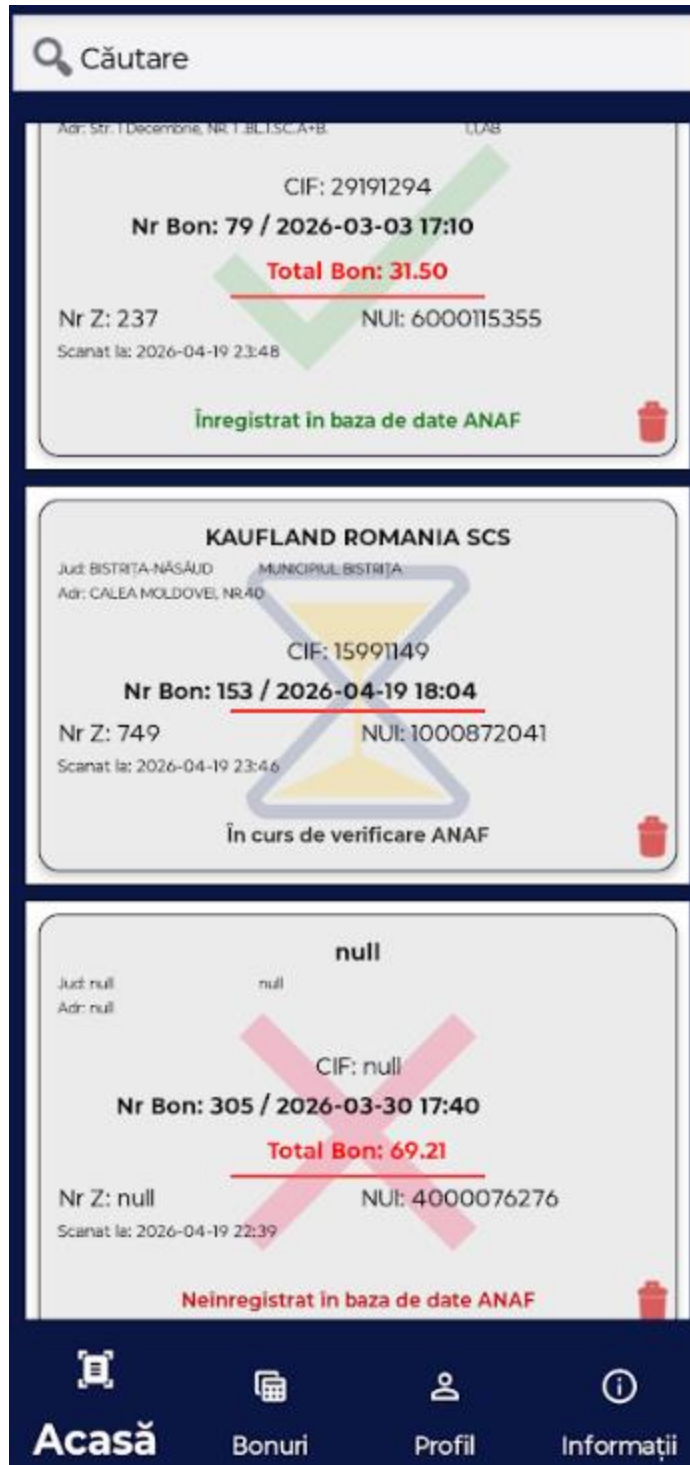 Căutare
Adr: Str. 1 Decembrie, NR. 1 .BL.1.SC.A+B.
CIF: 29191294
Nr Bon: 79 / 2026-03-03 17:10
Total Bon: 31.50
Nr Z: 237 NUI: 6000115355
Scanat la: 2026-04-19 23:48
Înregistrat în baza de date ANAF
KAUFLAND ROMANIA SCS
Jud: BISTRIȚA-NĂSĂUD MUNICIPIUL BISTRIȚA
Adr: CALEA MOLDOVEI, NR.40
CIF: 15991149
Nr Bon: 153 / 2026-04-19 18:04
Nr Z: 749 NUI: 1000872041
Scanat la: 2026-04-19 23:46
În curs de verificare ANAF
null
Jud: null null
Adr: null
CIF: null
Nr Bon: 305 / 2026-03-30 17:40
Total Bon: 69.21
Nr Z: null NUI: 4000076276
Scanat la: 2026-04-19 22:39
Neînregistrat în baza de date ANAF
Acasă Bonuri Profil Informații